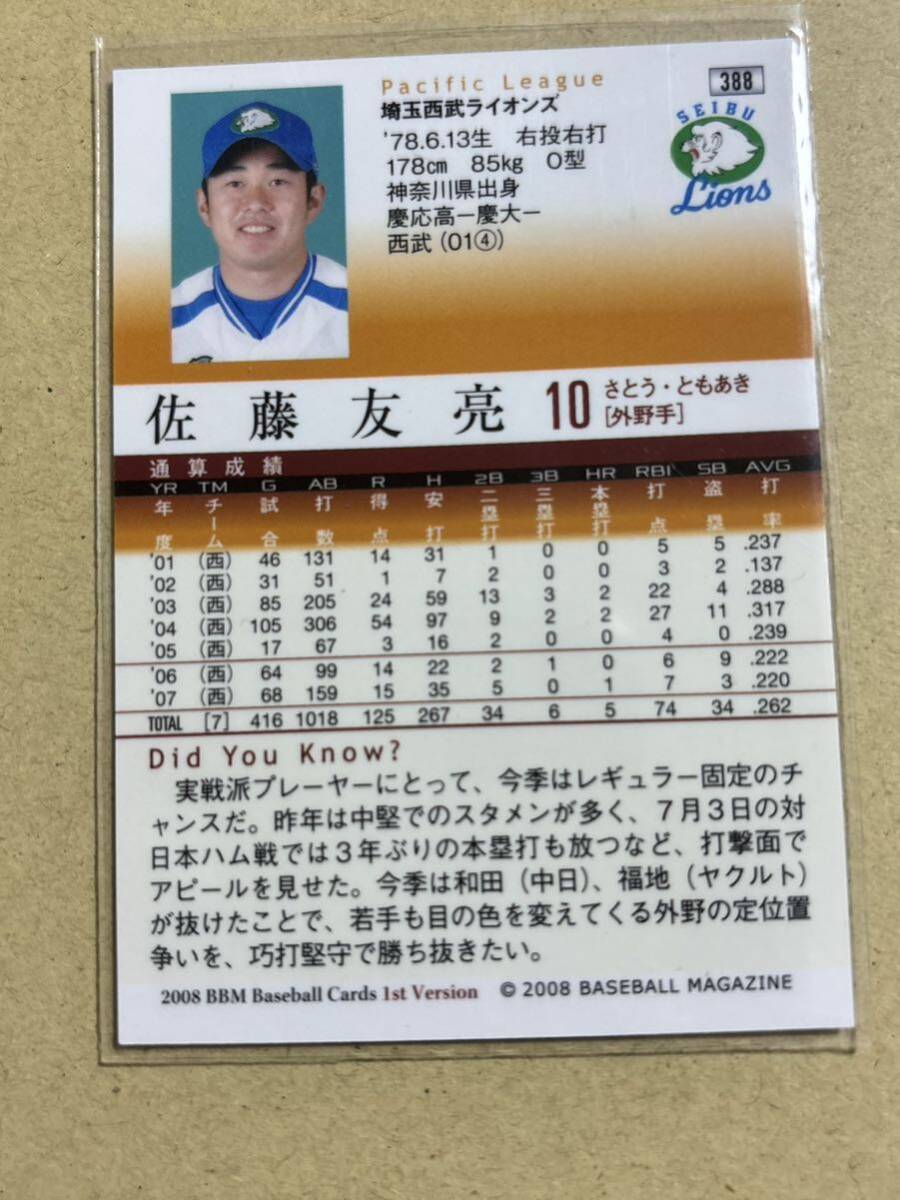 Pacific League
388
埼玉西武ライオンズ
'78.6.13生 右投右打
178㎝ 85kg O型
神奈川県出身
慶応高ー慶大ー
西武 (01④)
SEIBU
Lions
佐藤友亮 10 さとう・ともあき
[外野手]
通算成績
YR TM G AB R H 2B 3B HR RBI SB AVG
年度 チーム 試合 打数 得点 安打 二塁打 三塁打 本塁打 打点 盗塁 打率
'01 (西) 46 131 14 31 1 0 0 5 5 .237
'02 (西) 31 51 1 7 2 0 0 3 2 .137
'03 (西) 85 205 24 59 13 3 2 22 4 .288
'04 (西) 105 306 54 97 9 2 2 27 11 .317
'05 (西) 17 67 3 16 2 0 0 4 0 .239
'06 (西) 64 99 14 22 2 1 0 6 9 .222
'07 (西) 68 159 15 35 5 0 1 7 3 .220
TOTAL [7] 416 1018 125 267 34 6 5 74 34 .262
Did You Know?
実戦派プレーヤーにとって、今季はレギュラー固定のチ
ャンスだ。昨年は中堅でのスタメンが多く、7月3日の対
日本ハム戦では3年ぶりの本塁打も放つなど、打撃面で
アピールを見せた。今季は和田（中日）、福地（ヤクルト）
が抜けたことで、若手も目の色を変えてくる外野の定位置
争いを、巧打堅守で勝ち抜きたい。
2008 BBM Baseball Cards 1st Version © 2008 BASEBALL MAGAZINE